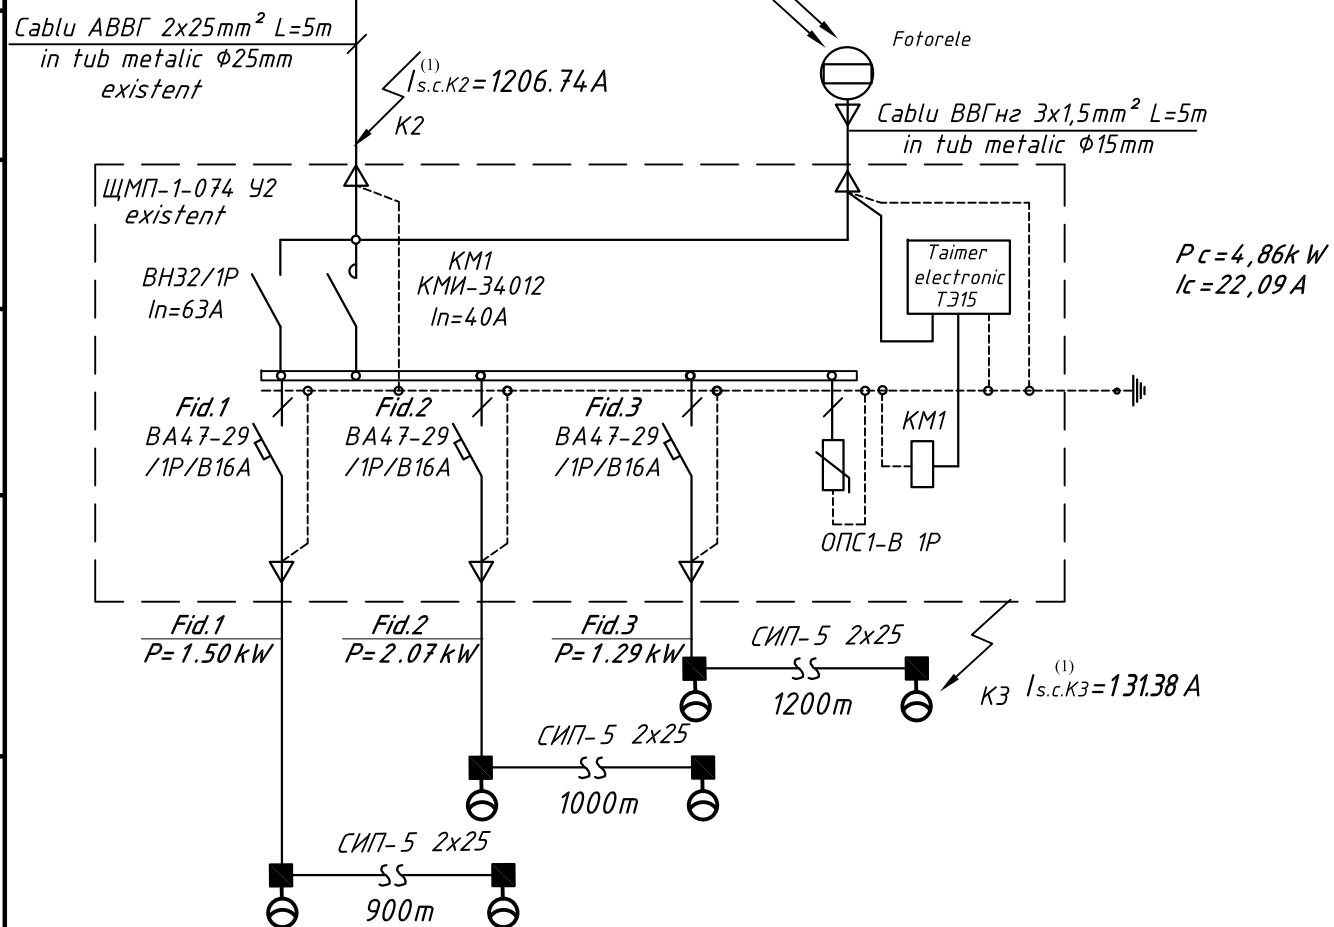 Cablu АВВГ 2x25mm² L=5m
in tub metalic Φ25mm
existent
I(1)s.c.K2=1206.74A
K2
Fotorele
Cablu ВВГнг 3x1,5mm² L=5m
in tub metalic Φ15mm
ЩМП-1-074 У2
existent
ВН32/1Р
In=63A
KM1
КМИ-34012
In=40A
Taimer
electronic
ТЭ15
Pc=4,86kW
Ic=22,09A
Fid.1
ВА47-29
/1P/B16A
Fid.2
ВА47-29
/1P/B16A
Fid.3
ВА47-29
/1P/B16A
KM1
ОПС1-В 1Р
Fid.1
P=1.50kW
Fid.2
P=2.07kW
Fid.3
P=1.29kW
СИП-5 2x25
1200m
K3
I(1)s.c.K3=131.38 A
СИП-5 2x25
1000m
СИП-5 2x25
900m